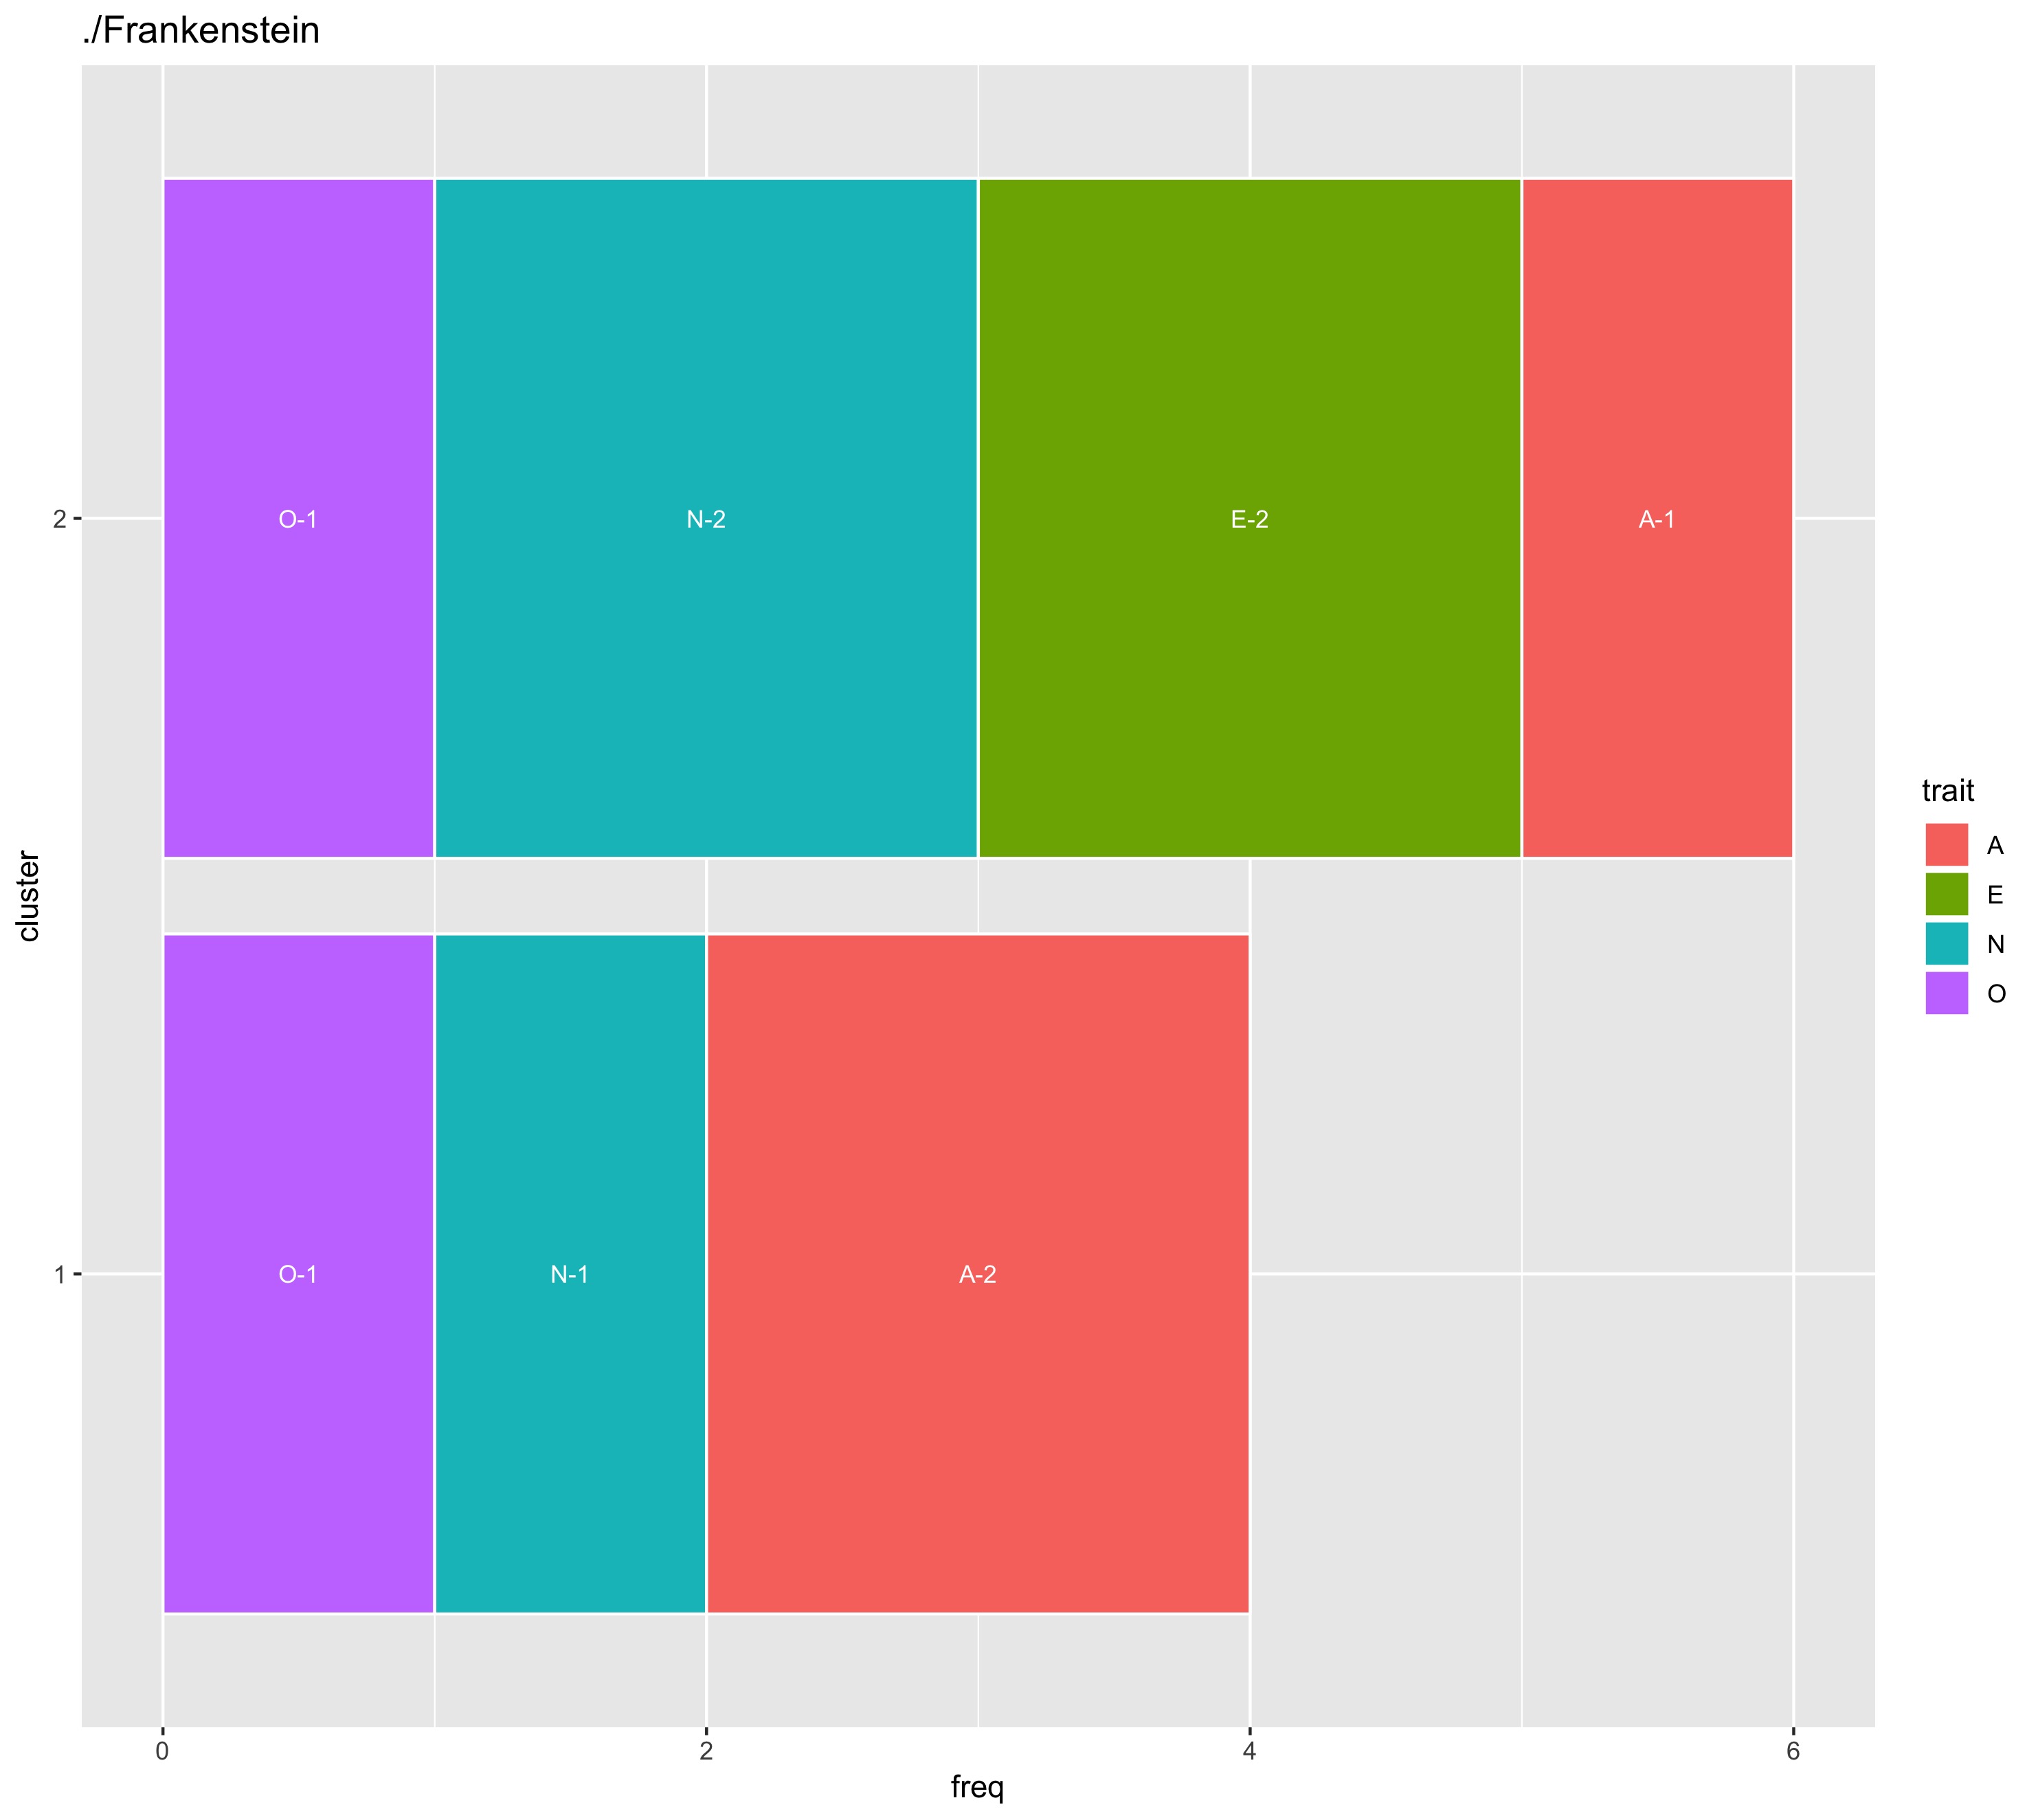 ./Frankenstein
cluster
2
O-1
N-2
E-2
A-1
1
O-1
N-1
A-2
0
2
4
6
freq
trait
A
E
N
O